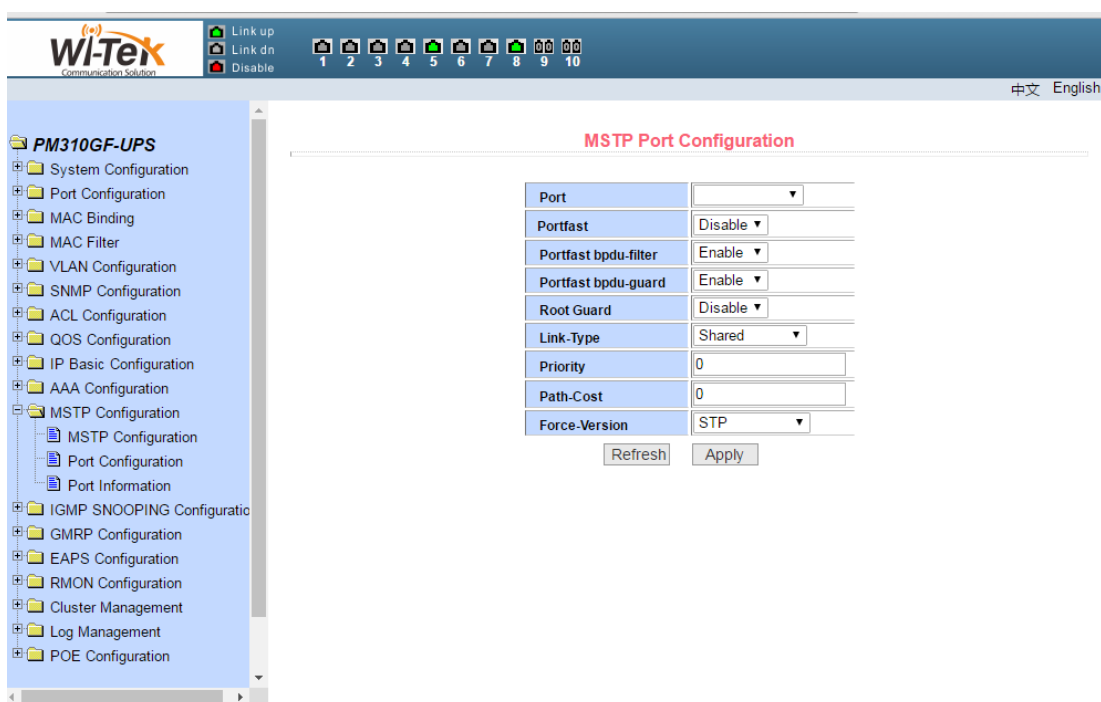 WI-Tek
Communication Solution
Link up
Link dn
Disable
1 2 3 4 5 6 7 8 9 10
中文 English
PM310GF-UPS
System Configuration
Port Configuration
MAC Binding
MAC Filter
VLAN Configuration
SNMP Configuration
ACL Configuration
QOS Configuration
IP Basic Configuration
AAA Configuration
MSTP Configuration
MSTP Configuration
Port Configuration
Port Information
IGMP SNOOPING Configuratio
GMRP Configuration
EAPS Configuration
RMON Configuration
Cluster Management
Log Management
POE Configuration
MSTP Port Configuration
Port
Portfast Disable
Portfast bpdu-filter Enable
Portfast bpdu-guard Enable
Root Guard Disable
Link-Type Shared
Priority 0
Path-Cost 0
Force-Version STP
Refresh Apply